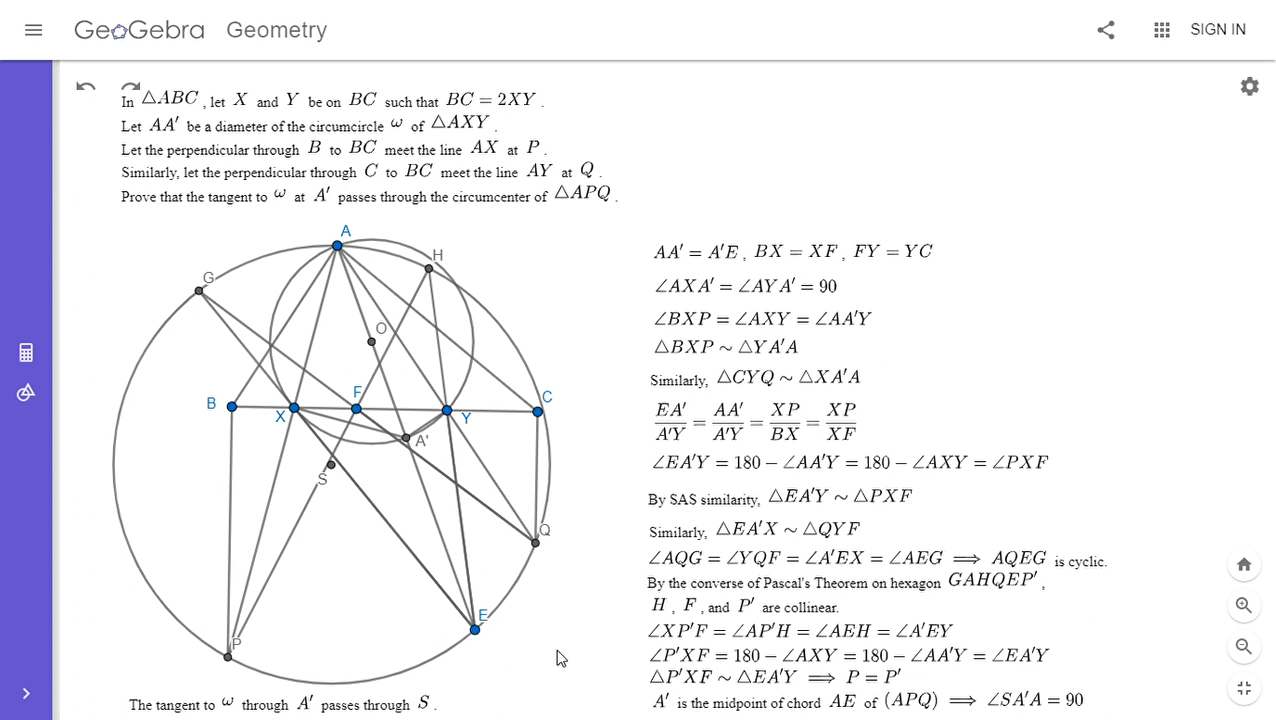 GeoGebra Geometry SIGN IN
In △ABC , let X and Y be on BC such that BC = 2XY .
Let AA′ be a diameter of the circumcircle ω of △AXY .
Let the perpendicular through B to BC meet the line AX at P .
Similarly, let the perpendicular through C to BC meet the line AY at Q .
Prove that the tangent to ω at A′ passes through the circumcenter of △APQ .
A
H
G
O
B
X
F
Y
C
A'
S
Q
E
P
AA′ = A′E , BX = XF , FY = YC
∠AXA′ = ∠AYA′ = 90
∠BXP = ∠AXY = ∠AA′Y
△BXP ∼ △YA′A
Similarly, △CYQ ∼ △XA′A
EA′/A′Y = AA′/A′Y = XP/BX = XP/XF
∠EA′Y = 180 − ∠AA′Y = 180 − ∠AXY = ∠PXF
By SAS similarity, △EA′Y ∼ △PXF
Similarly, △EA′X ∼ △QYF
∠AQG = ∠YQF = ∠A′EX = ∠AEG ⟹ AQEG is cyclic.
By the converse of Pascal's Theorem on hexagon GAHQEP′ ,
H , F , and P′ are collinear.
∠XP′F = ∠AP′H = ∠AEH = ∠A′EY
∠P′XF = 180 − ∠AXY = 180 − ∠AA′Y = ∠EA′Y
△P′XF ∼ △EA′Y ⟹ P = P′
A′ is the midpoint of chord AE of (APQ) ⟹ ∠SA′A = 90
The tangent to ω through A′ passes through S .